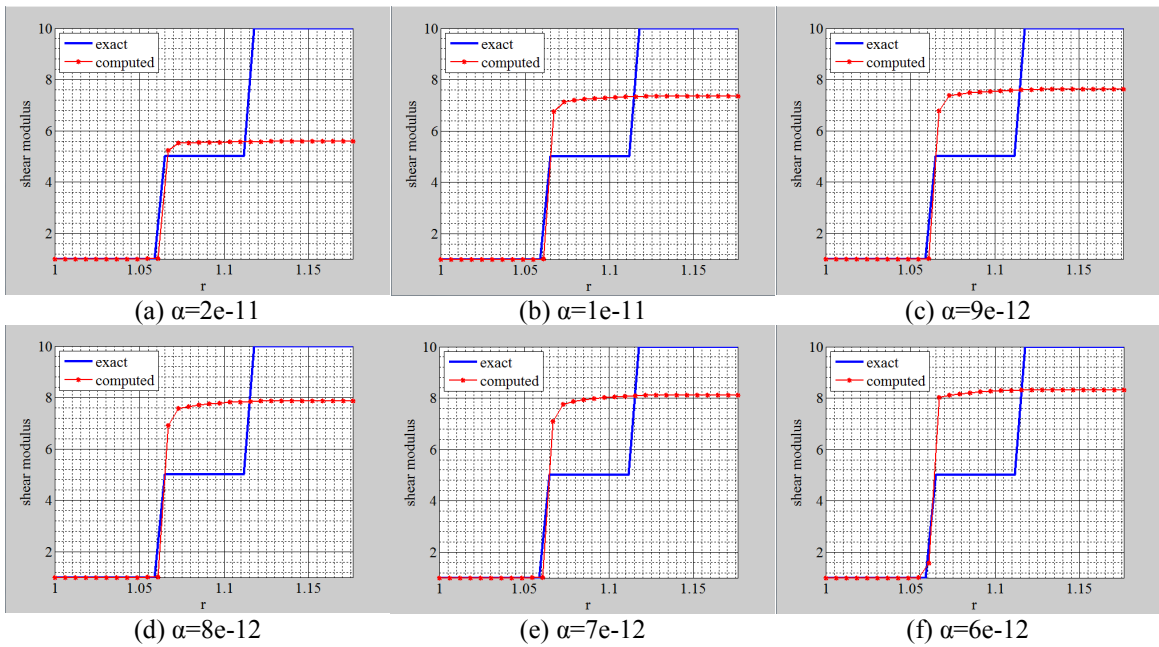 10
8
6
4
2
shear modulus
exact
computed
1
1.05
1.1
1.15
r
(a) α=2e-11
10
8
6
4
2
shear modulus
exact
computed
1
1.05
1.1
1.15
r
(b) α=1e-11
10
8
6
4
2
shear modulus
exact
computed
1
1.05
1.1
1.15
r
(c) α=9e-12
10
8
6
4
2
shear modulus
exact
computed
1
1.05
1.1
1.15
r
(d) α=8e-12
10
8
6
4
2
shear modulus
exact
computed
1
1.05
1.1
1.15
r
(e) α=7e-12
10
8
6
4
2
shear modulus
exact
computed
1
1.05
1.1
1.15
r
(f) α=6e-12